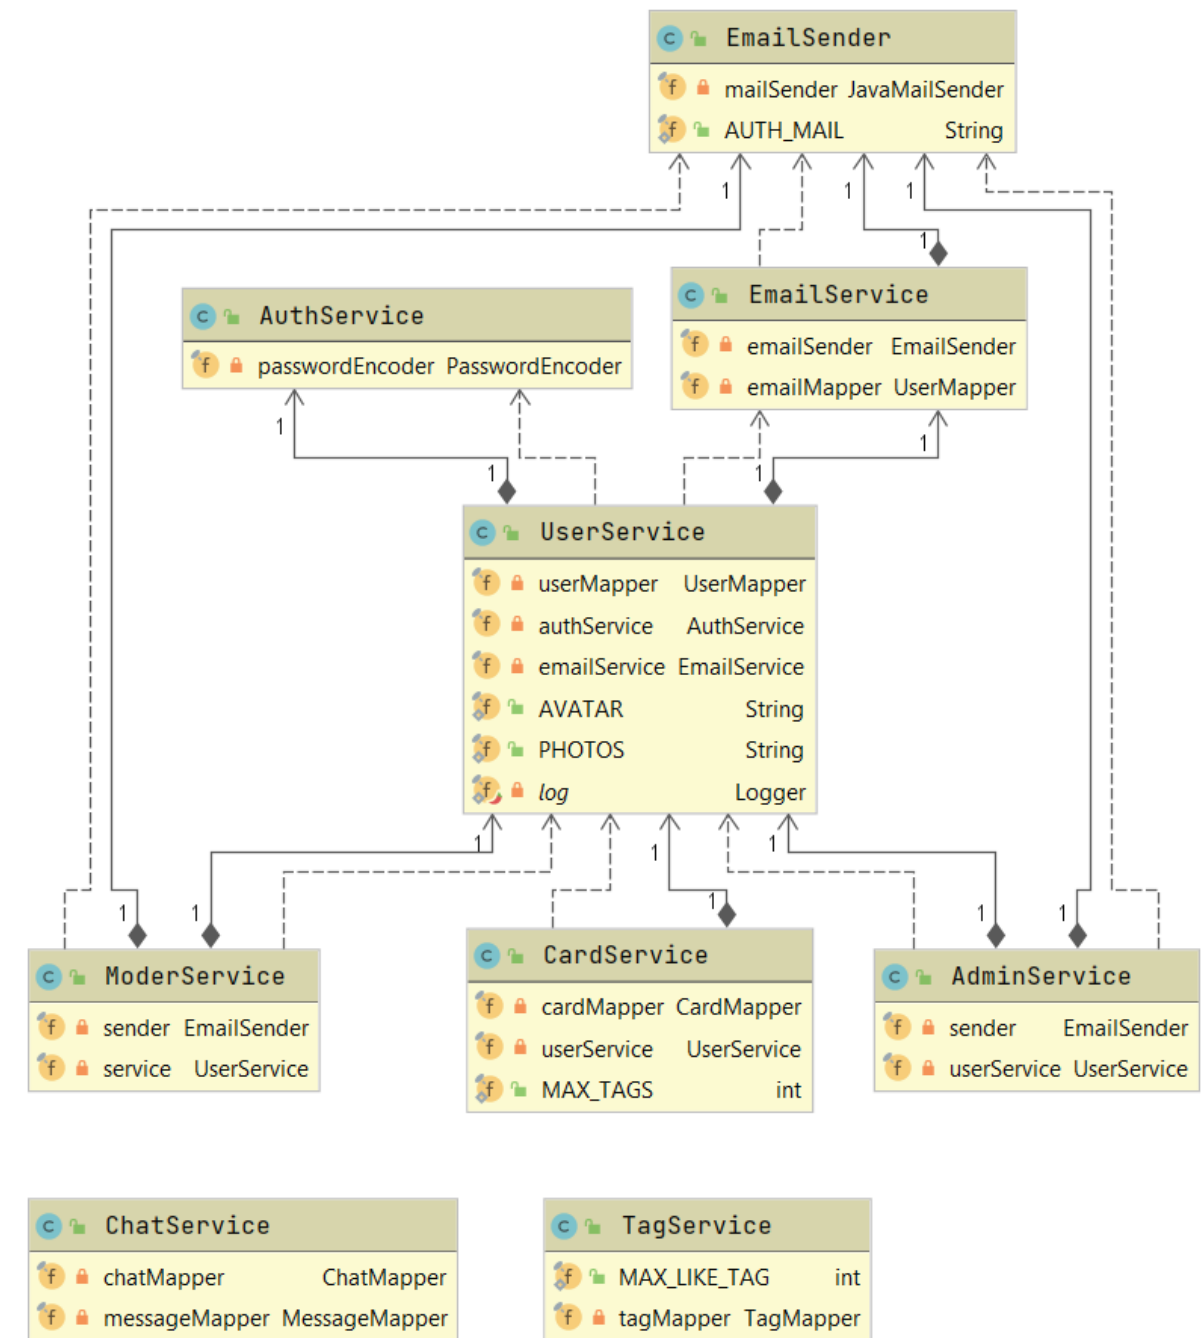 C EmailSender
f mailSender JavaMailSender
f AUTH_MAIL String
1 1 1
1
C AuthService
f passwordEncoder PasswordEncoder
C EmailService
f emailSender EmailSender
f emailMapper UserMapper
1 1
1 1
C UserService
f userMapper UserMapper
f authService AuthService
f emailService EmailService
f AVATAR String
f PHOTOS String
f log Logger
1 1 1
1 1 1 1 1
C ModerService
f sender EmailSender
f service UserService
C CardService
f cardMapper CardMapper
f userService UserService
f MAX_TAGS int
C AdminService
f sender EmailSender
f userService UserService
C ChatService
f chatMapper ChatMapper
f messageMapper MessageMapper
C TagService
f MAX_LIKE_TAG int
f tagMapper TagMapper